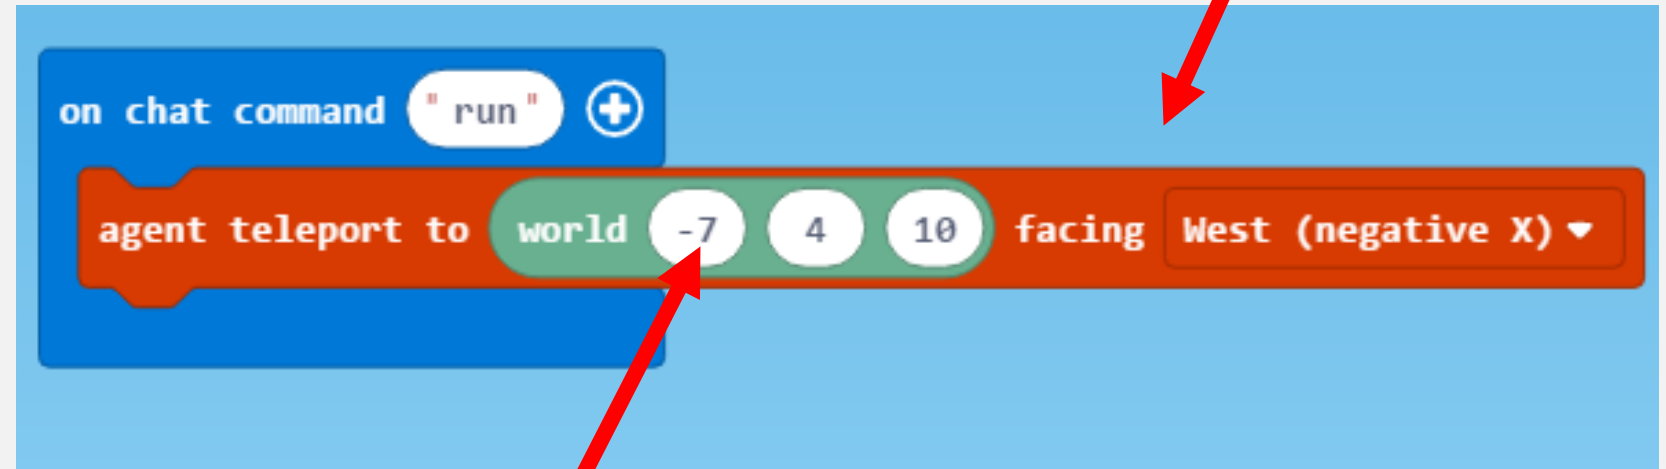 on chat command "run"
agent teleport to world -7 4 10 facing West (negative X)